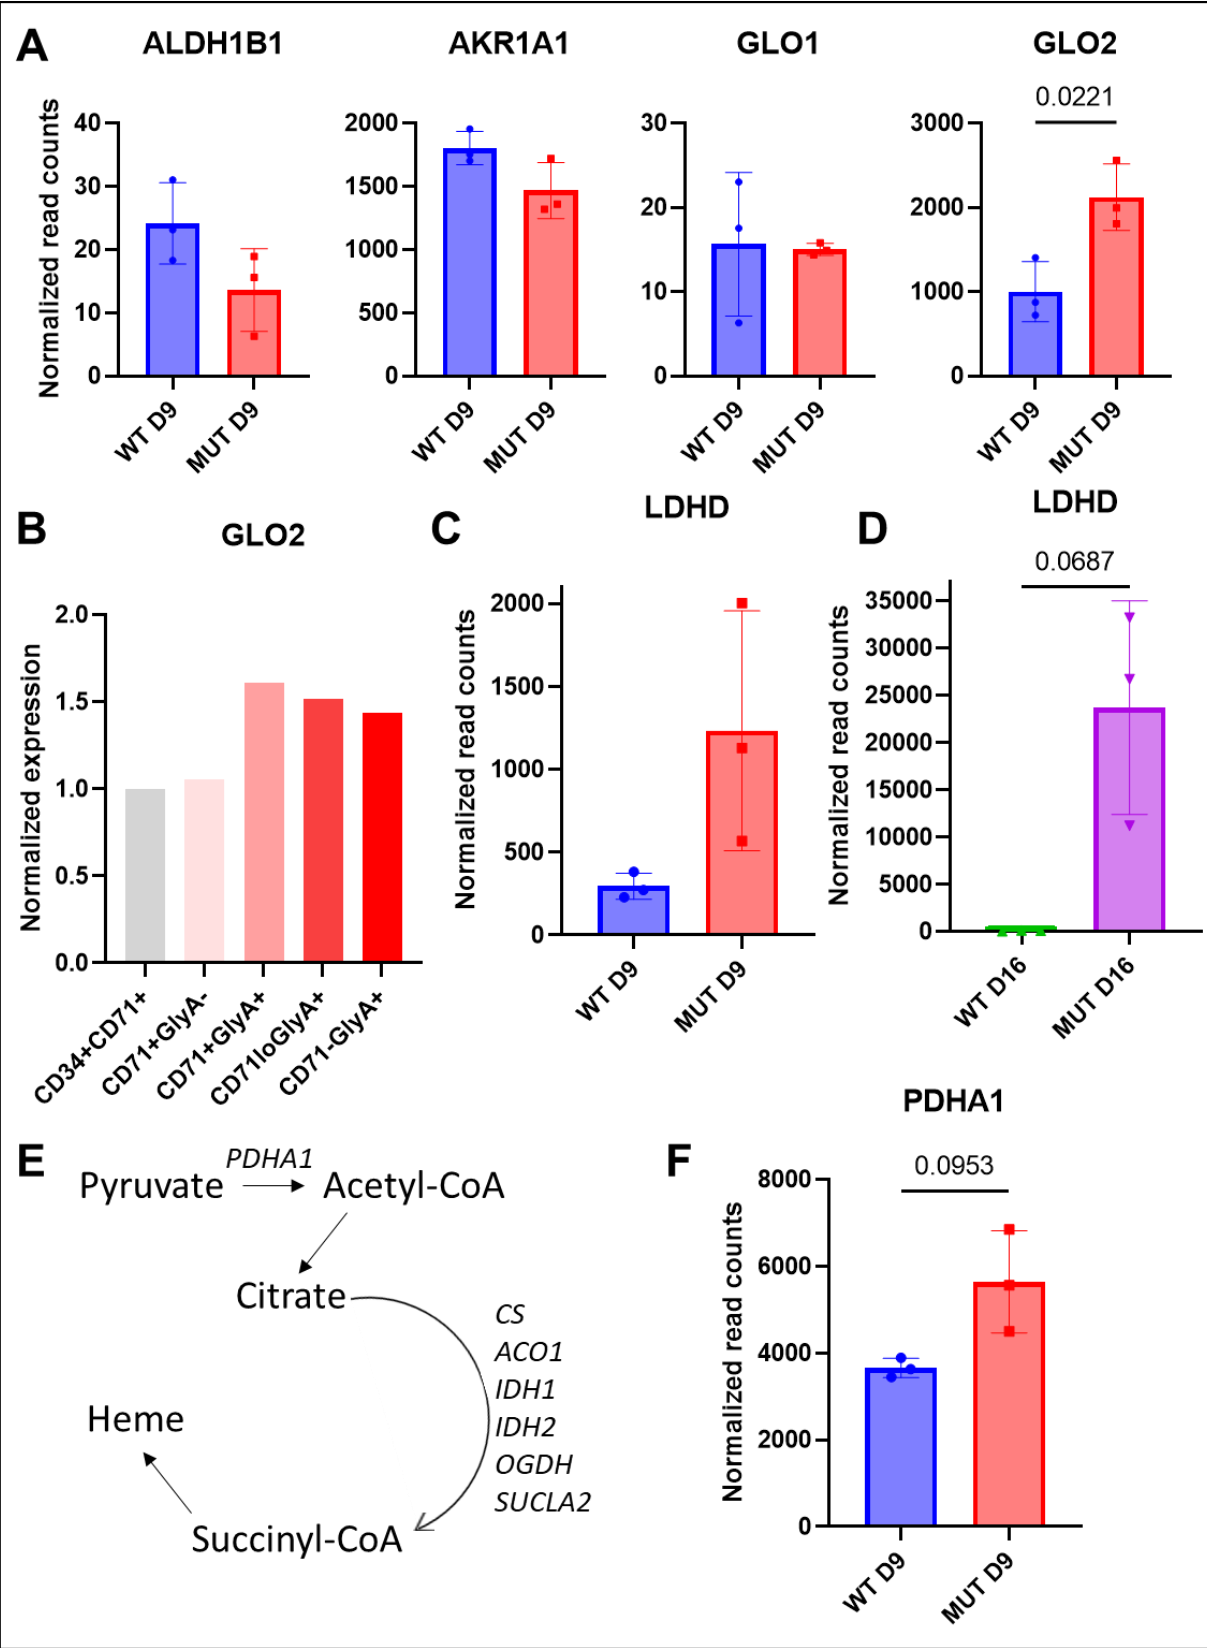 A
ALDH1B1
AKR1A1
GLO1
GLO2
0.0221
Normalized read counts
40
30
20
10
0
WT D9
MUT D9
2000
1500
1000
500
0
WT D9
MUT D9
30
20
10
0
WT D9
MUT D9
3000
2000
1000
0
WT D9
MUT D9
B
GLO2
Normalized expression
2.0
1.5
1.0
0.5
0.0
CD34+CD71+
CD71+GlyA-
CD71+GlyA+
CD71loGlyA+
CD71-GlyA+
C
LDHD
Normalized read counts
2000
1500
1000
500
0
WT D9
MUT D9
D
LDHD
0.0687
Normalized read counts
35000
30000
25000
20000
15000
10000
5000
0
WT D16
MUT D16
E
PDHA1
Pyruvate
Acetyl-CoA
Citrate
CS
ACO1
IDH1
IDH2
OGDH
SUCLA2
Heme
Succinyl-CoA
F
PDHA1
0.0953
Normalized read counts
8000
6000
4000
2000
0
WT D9
MUT D9